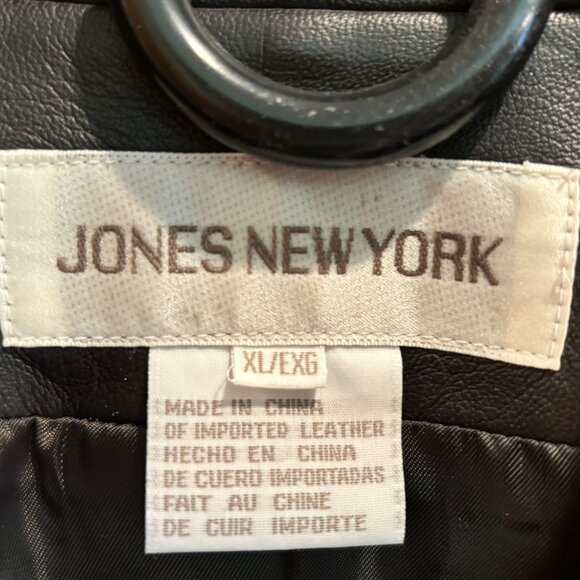 JONES NEW YORK
XL/EXG
MADE IN CHINA
OF IMPORTED LEATHER
HECHO EN CHINA
DE CUERO IMPORTADAS
FAIT AU CHINE
DE CUIR IMPORTE